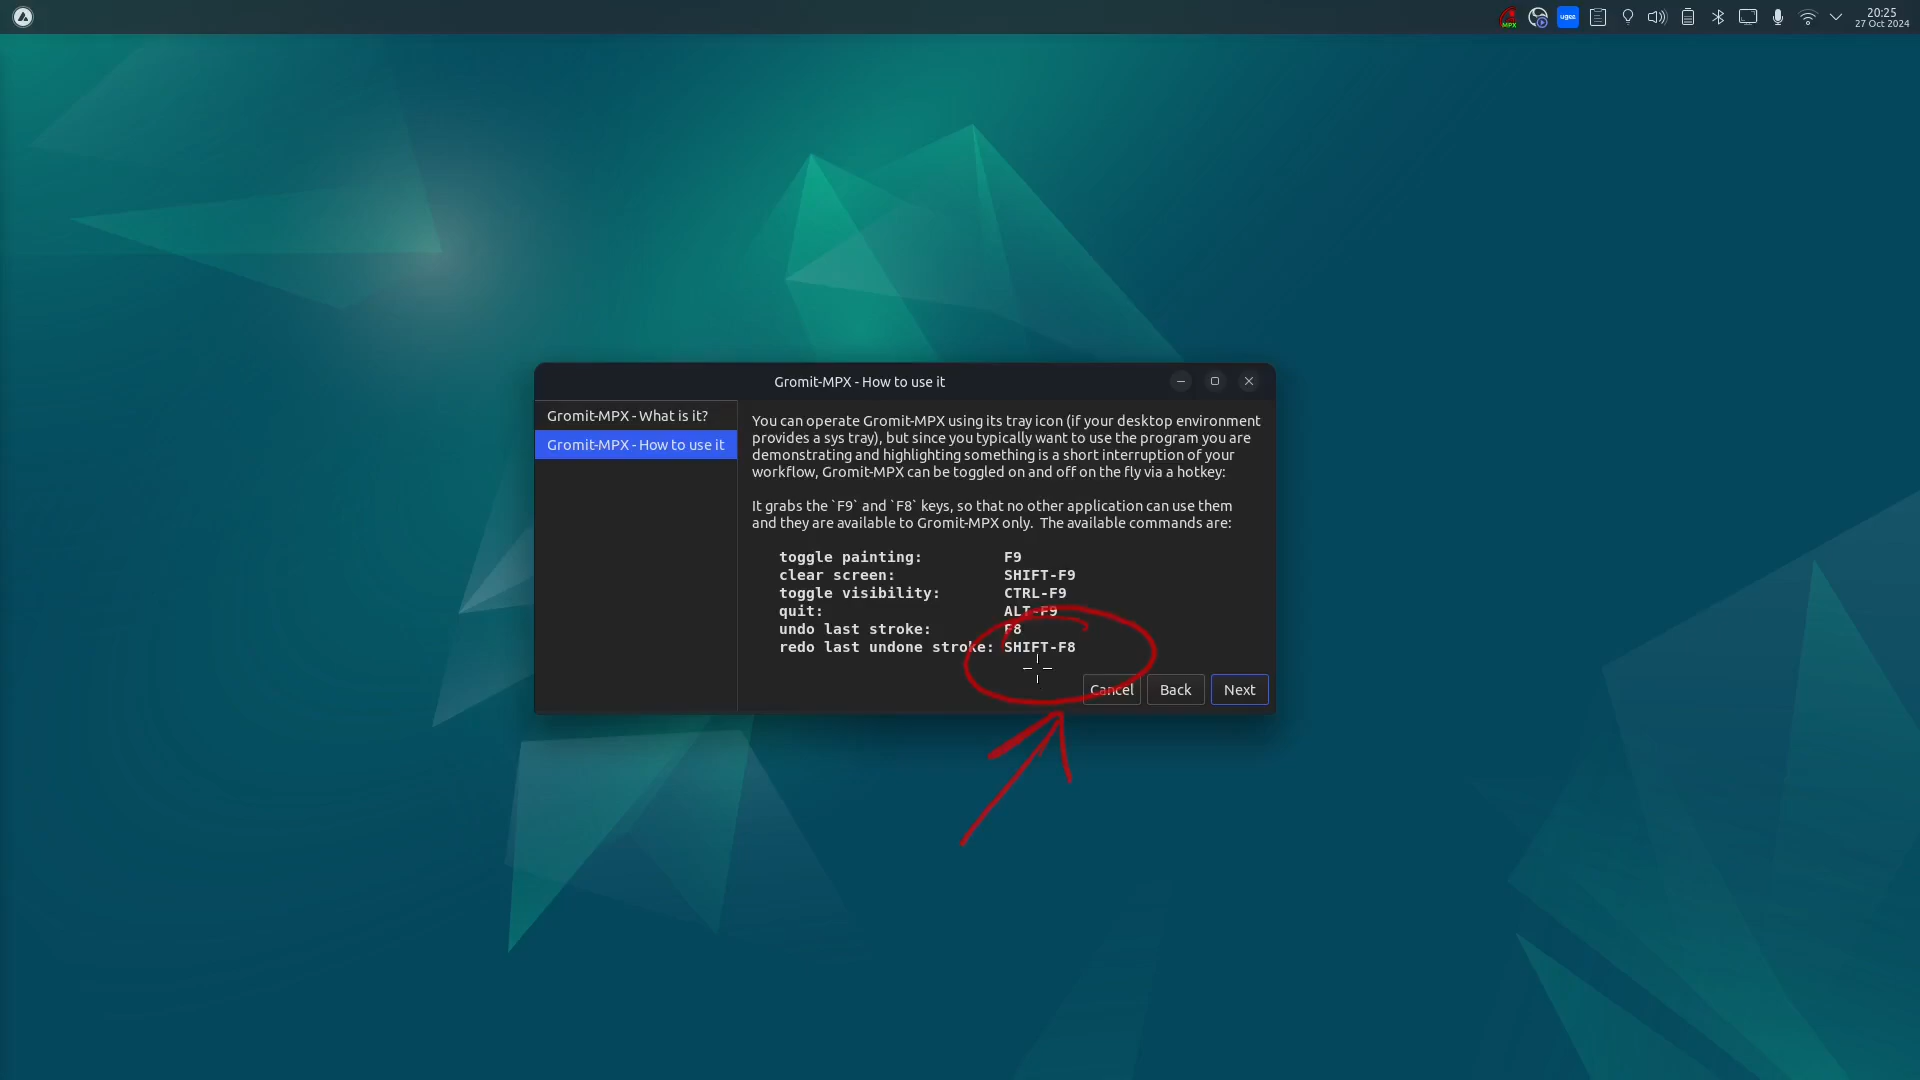 MPX
ugee
20:25
27 Oct 2024
Gromit-MPX - How to use it
Gromit-MPX - What is it?
Gromit-MPX - How to use it
You can operate Gromit-MPX using its tray icon (if your desktop environment
provides a sys tray), but since you typically want to use the program you are
demonstrating and highlighting something is a short interruption of your
workflow, Gromit-MPX can be toggled on and off on the fly via a hotkey:
It grabs the `F9` and `F8` keys, so that no other application can use them
and they are available to Gromit-MPX only. The available commands are:
toggle painting: F9
clear screen: SHIFT-F9
toggle visibility: CTRL-F9
quit: ALT-F9
undo last stroke: F8
redo last undone stroke: SHIFT-F8
Cancel Back Next